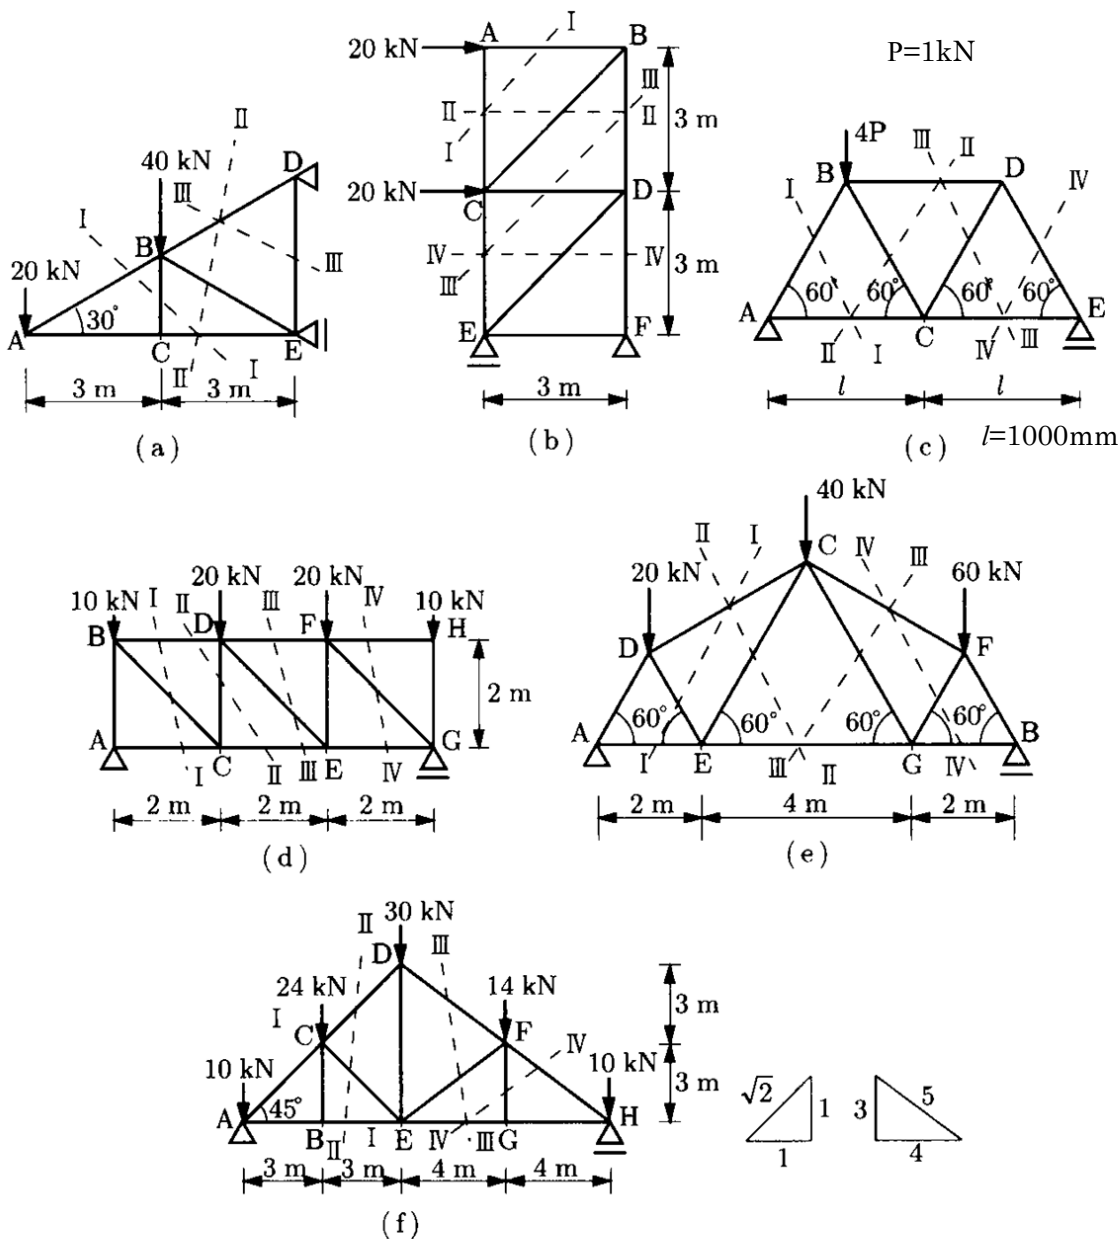 I
II
40 kN
III
D
I
B
III
20 kN
30°
A
C
E
II
I
3 m
3 m
(a)
I
20 kN
A
B
III
II
II
3 m
I
20 kN
C
D
IV
IV
3 m
III
E
F
3 m
(b)
P=1kN
4P
III
II
B
D
IV
I
60°
60°
60°
60°
A
C
E
II
I
IV
III
l
l
(c)
l=1000mm
10 kN
I
II
20 kN
III
20 kN
IV
10 kN
B
D
F
H
2 m
A
G
I
C
II
III
E
IV
2 m
2 m
2 m
(d)
40 kN
II
I
C
IV
III
20 kN
60 kN
D
F
60°
60°
60°
60°
A
B
I
E
III
II
G
IV
2 m
4 m
2 m
(e)
II
30 kN
D
III
24 kN
14 kN
3 m
I
C
F
IV
10 kN
10 kN
3 m
A
45°
H
B
II
I
E
IV
III
G
3 m
3 m
4 m
4 m
(f)
√2
1
1
3
5
4